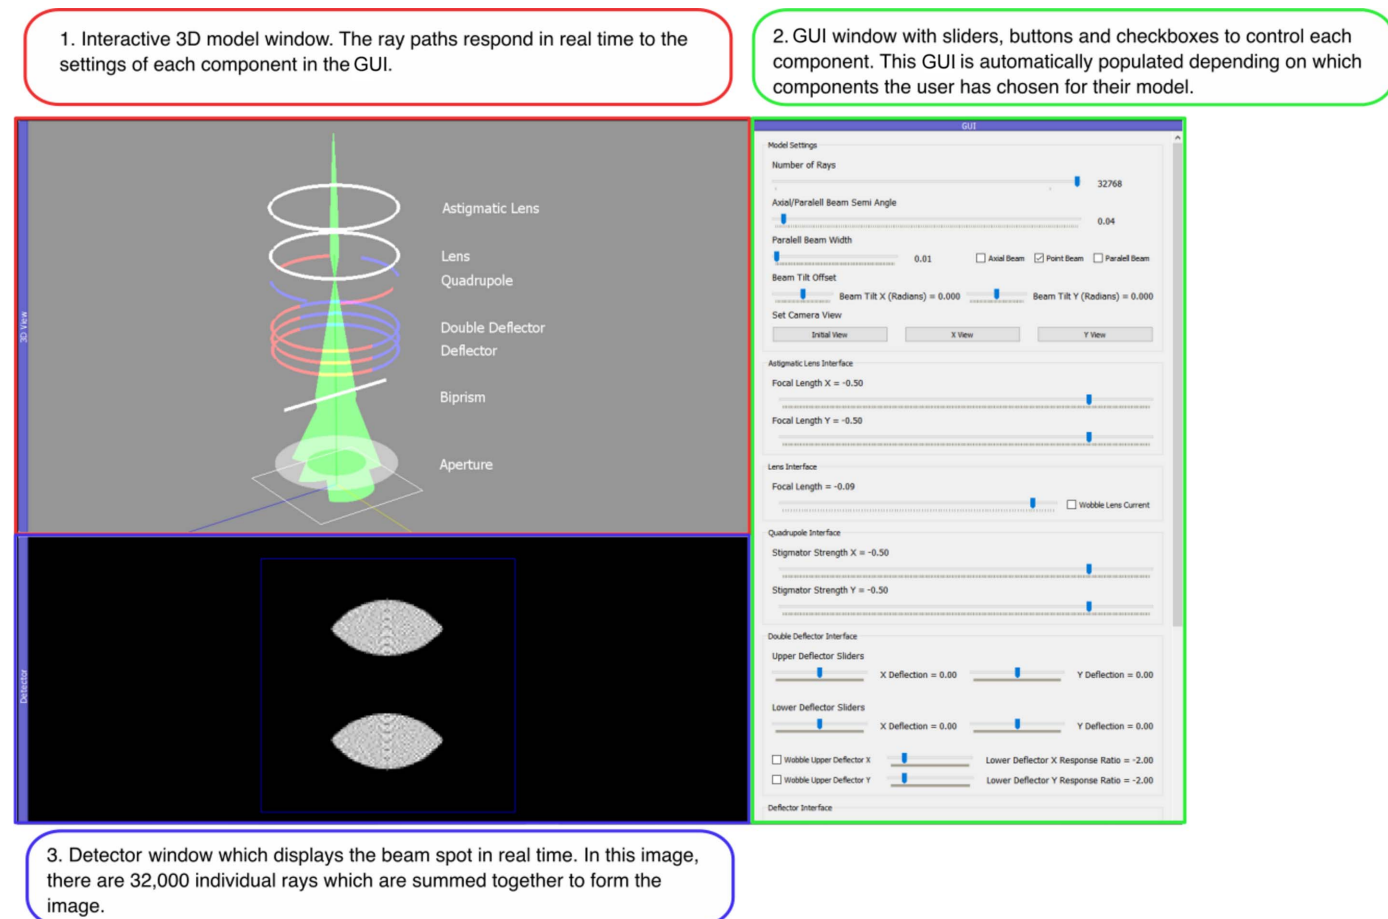 1. Interactive 3D model window. The ray paths respond in real time to the
settings of each component in the GUI.
2. GUI window with sliders, buttons and checkboxes to control each
component. This GUI is automatically populated depending on which
components the user has chosen for their model.
3D View
Astigmatic Lens
Lens
Quadrupole
Double Deflector
Deflector
Biprism
Aperture
GUI
Model Settings
Number of Rays
32768
Axial/Paralell Beam Semi Angle
0.04
Paralell Beam Width
0.01 Axial Beam Point Beam Paralell Beam
Beam Tilt Offset
Beam Tilt X (Radians) = 0.000 Beam Tilt Y (Radians) = 0.000
Set Camera View
Initial View X View Y View
Astigmatic Lens Interface
Focal Length X = -0.50
Focal Length Y = -0.50
Lens Interface
Focal Length = -0.09
Wobble Lens Current
Quadrupole Interface
Stigmator Strength X = -0.50
Stigmator Strength Y = -0.50
Double Deflector Interface
Upper Deflector Sliders
X Deflection = 0.00 Y Deflection = 0.00
Lower Deflector Sliders
X Deflection = 0.00 Y Deflection = 0.00
Wobble Upper Deflector X Lower Deflector X Response Ratio = -2.00
Wobble Upper Deflector Y Lower Deflector Y Response Ratio = -2.00
Deflector Interface
Detector
3. Detector window which displays the beam spot in real time. In this image,
there are 32,000 individual rays which are summed together to form the
image.